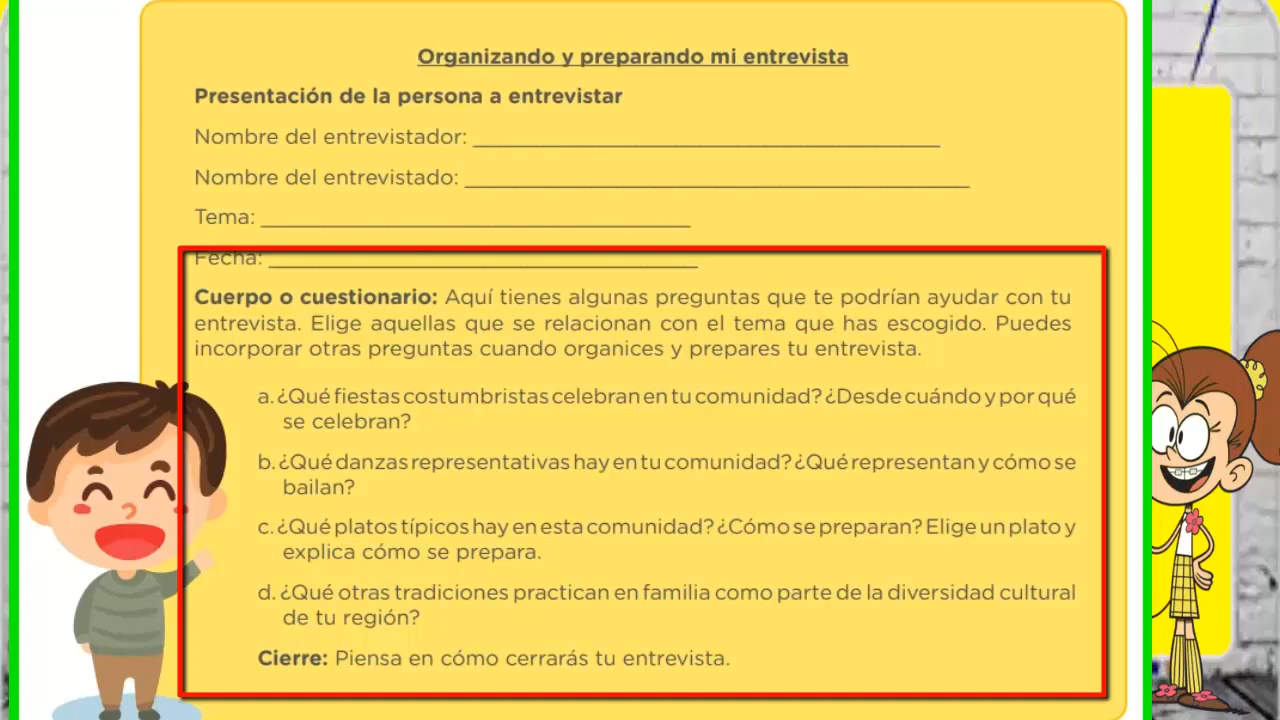 Organizando y preparando mi entrevista
Presentación de la persona a entrevistar
Nombre del entrevistador: ____________________
Nombre del entrevistado: ____________________
Tema: ____________________
Fecha: ____________________
Cuerpo o cuestionario: Aquí tienes algunas preguntas que te podrían ayudar con tu
entrevista. Elige aquellas que se relacionan con el tema que has escogido. Puedes
incorporar otras preguntas cuando organices y prepares tu entrevista.
a. ¿Qué fiestas costumbristas celebran en tu comunidad? ¿Desde cuándo y por qué
se celebran?
b. ¿Qué danzas representativas hay en tu comunidad? ¿Qué representan y cómo se
bailan?
c. ¿Qué platos típicos hay en esta comunidad? ¿Cómo se preparan? Elige un plato y
explica cómo se prepara.
d. ¿Qué otras tradiciones practican en familia como parte de la diversidad cultural
de tu región?
Cierre: Piensa en cómo cerrarás tu entrevista.